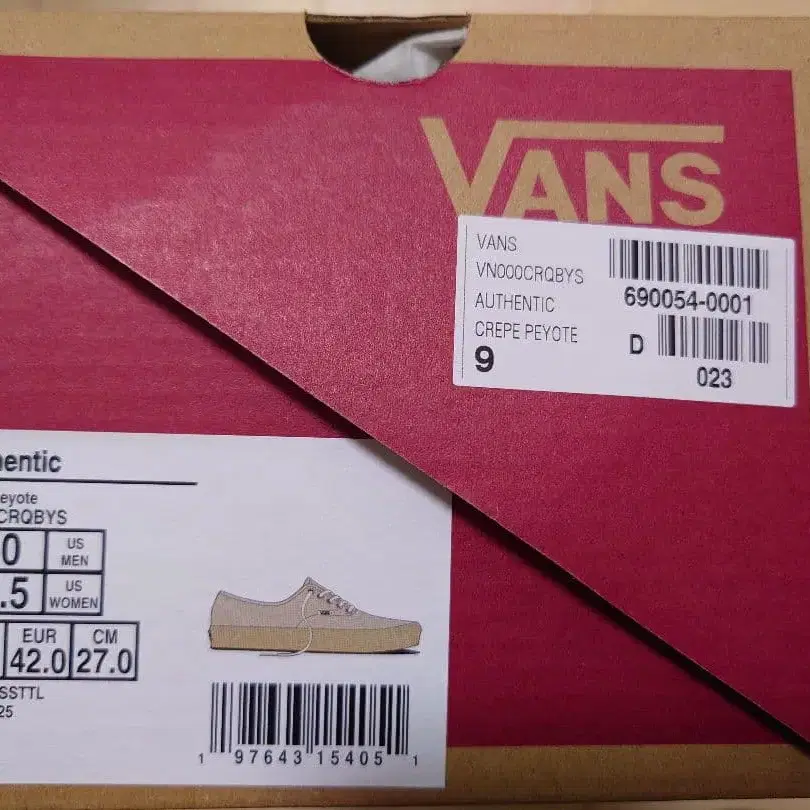 VANS
VANS
VN000CRQBYS
AUTHENTIC
CREPE PEYOTE
9
690054-0001
D
023
entic
eyote
CRQBYS
0 US MEN
.5 US WOMEN
EUR CM
42.0 27.0
SSTTL
25
1 97643 15405 1